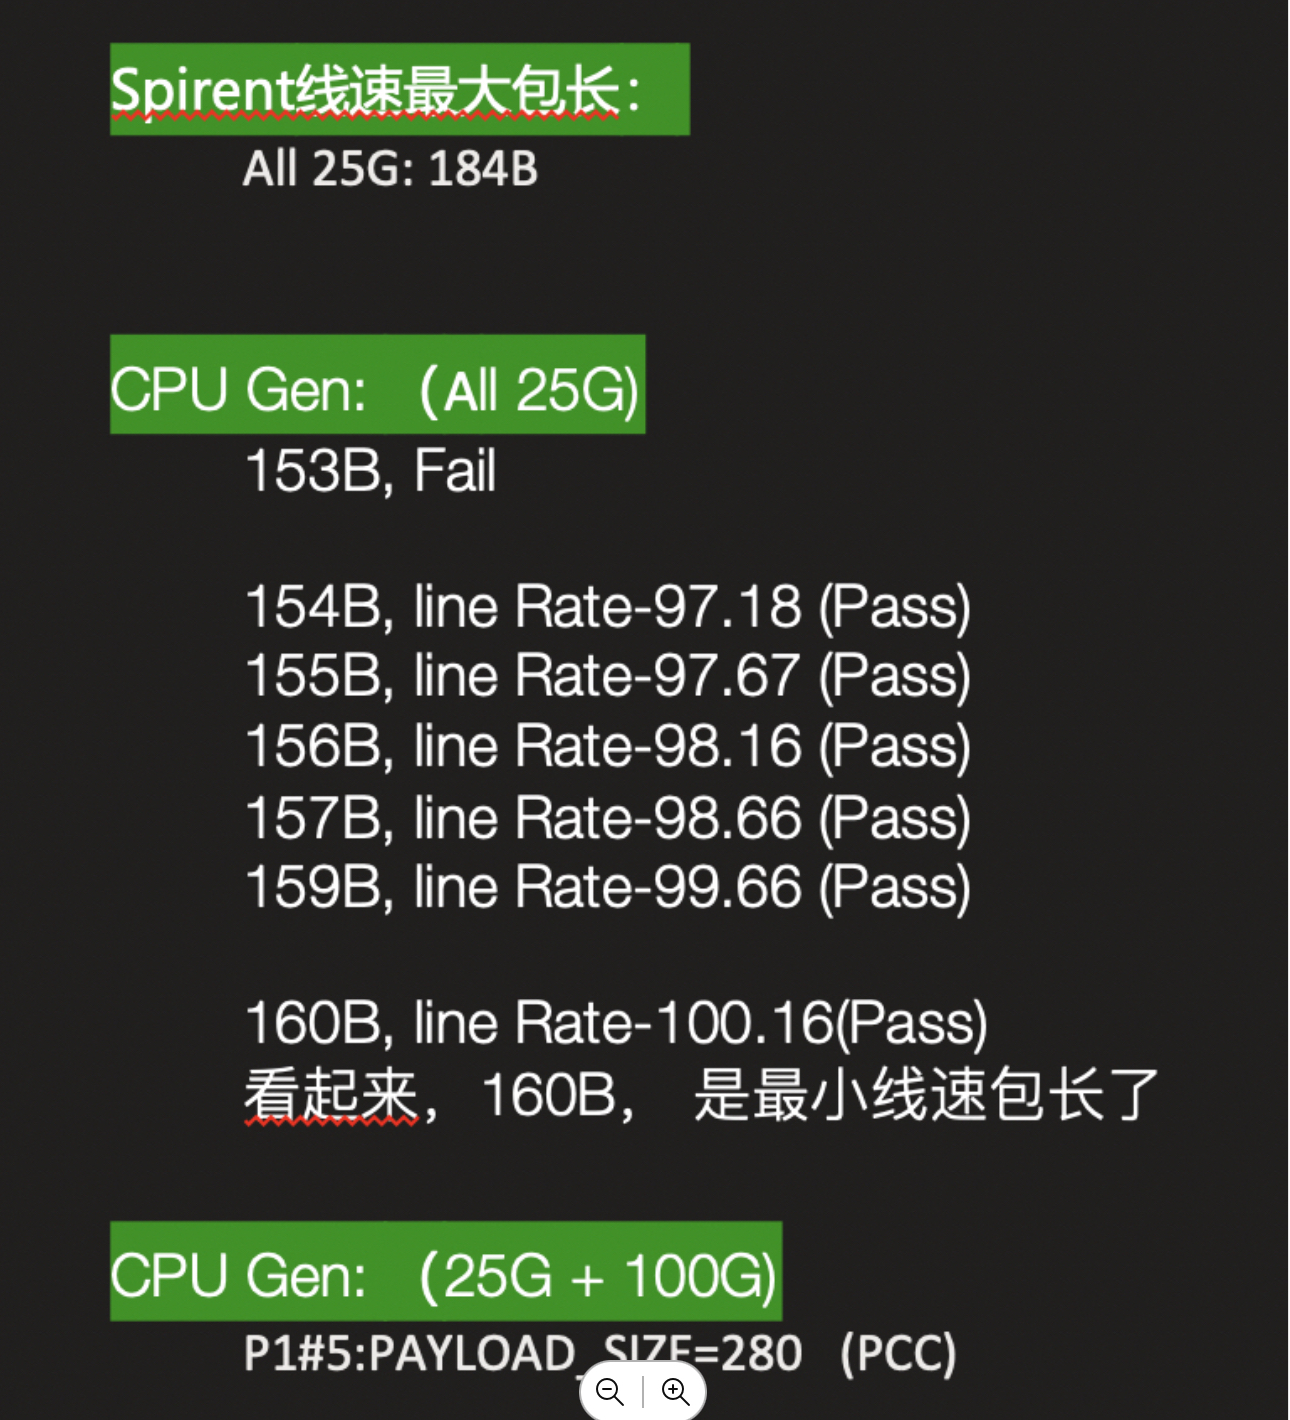 Spirent线速最大包长：
All 25G: 184B
CPU Gen: （All 25G)
153B, Fail
154B, line Rate-97.18 (Pass)
155B, line Rate-97.67 (Pass)
156B, line Rate-98.16 (Pass)
157B, line Rate-98.66 (Pass)
159B, line Rate-99.66 (Pass)
160B, line Rate-100.16(Pass)
看起来，160B， 是最小线速包长了
CPU Gen: （25G + 100G)
P1#5:PAYLOAD_SIZE=280 (PCC)